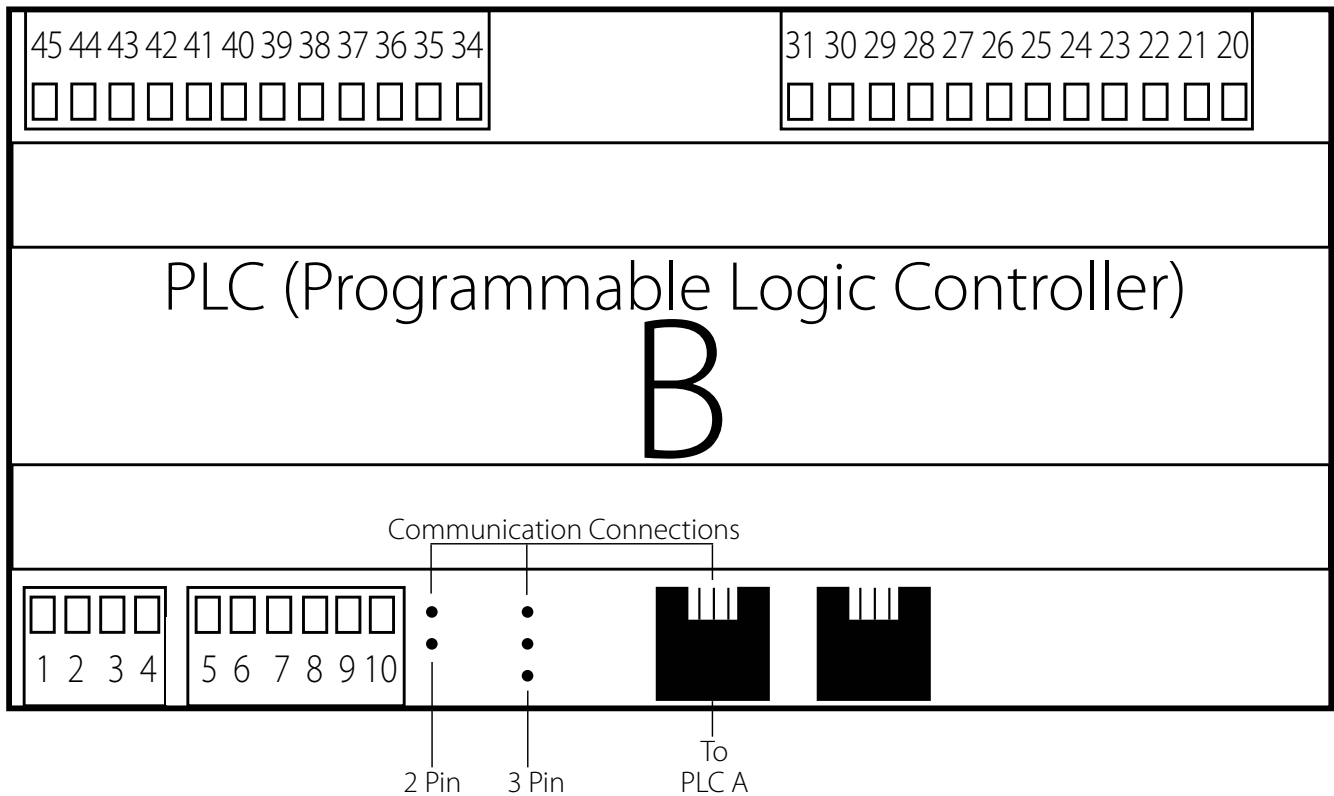 45 44 43 42 41 40 39 38 37 36 35 34
31 30 29 28 27 26 25 24 23 22 21 20
PLC (Programmable Logic Controller)
B
Communication Connections
1 2 3 4
5 6 7 8 9 10
2 Pin
3 Pin
To
PLC A